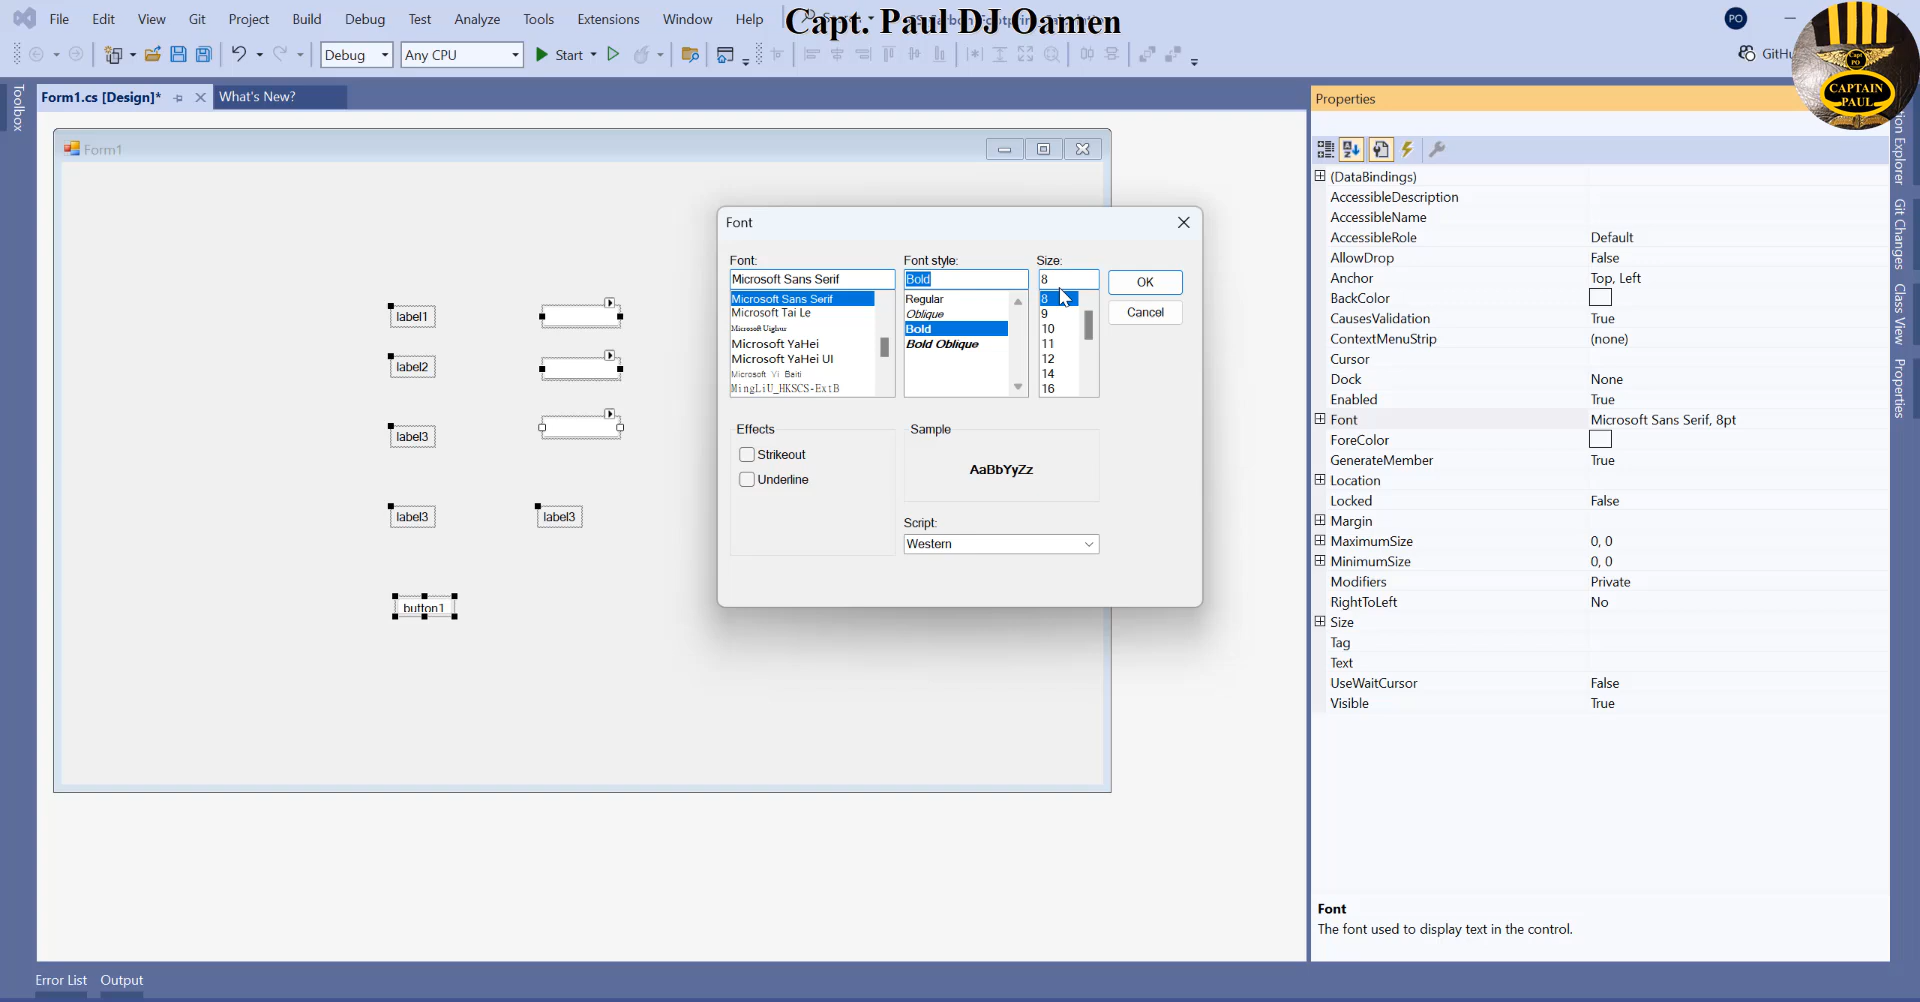 File Edit View Git Project Build Debug Test Analyze Tools Extensions Window Help
Capt. Paul DJ Oamen
PO
Debug Any CPU Start
GitHu
CAPTAIN
PAUL
Toolbox
Form1.cs [Design]*
What's New?
Properties
Form1
label1
label2
label3
label3
label3
button1
Font
Font:
Font style:
Size:
Microsoft Sans Serif
Bold
8
OK
Cancel
Microsoft Sans Serif
Microsoft Tai Le
Microsoft Uighur
Microsoft YaHei
Microsoft YaHei UI
Microsoft Yi Baiti
MingLiU_HKSCS-ExtB
Regular
Oblique
Bold
Bold Oblique
8
9
10
11
12
14
16
Effects
Strikeout
Underline
Sample
AaBbYyZz
Script:
Western
(DataBindings)
AccessibleDescription
AccessibleName
AccessibleRole Default
AllowDrop False
Anchor Top, Left
BackColor
CausesValidation True
ContextMenuStrip (none)
Cursor
Dock None
Enabled True
Font Microsoft Sans Serif, 8pt
ForeColor
GenerateMember True
Location
Locked False
Margin
MaximumSize 0, 0
MinimumSize 0, 0
Modifiers Private
RightToLeft No
Size
Tag
Text
UseWaitCursor False
Visible True
Font
The font used to display text in the control.
Explorer
Git Changes
Class View
Properties
Error List Output